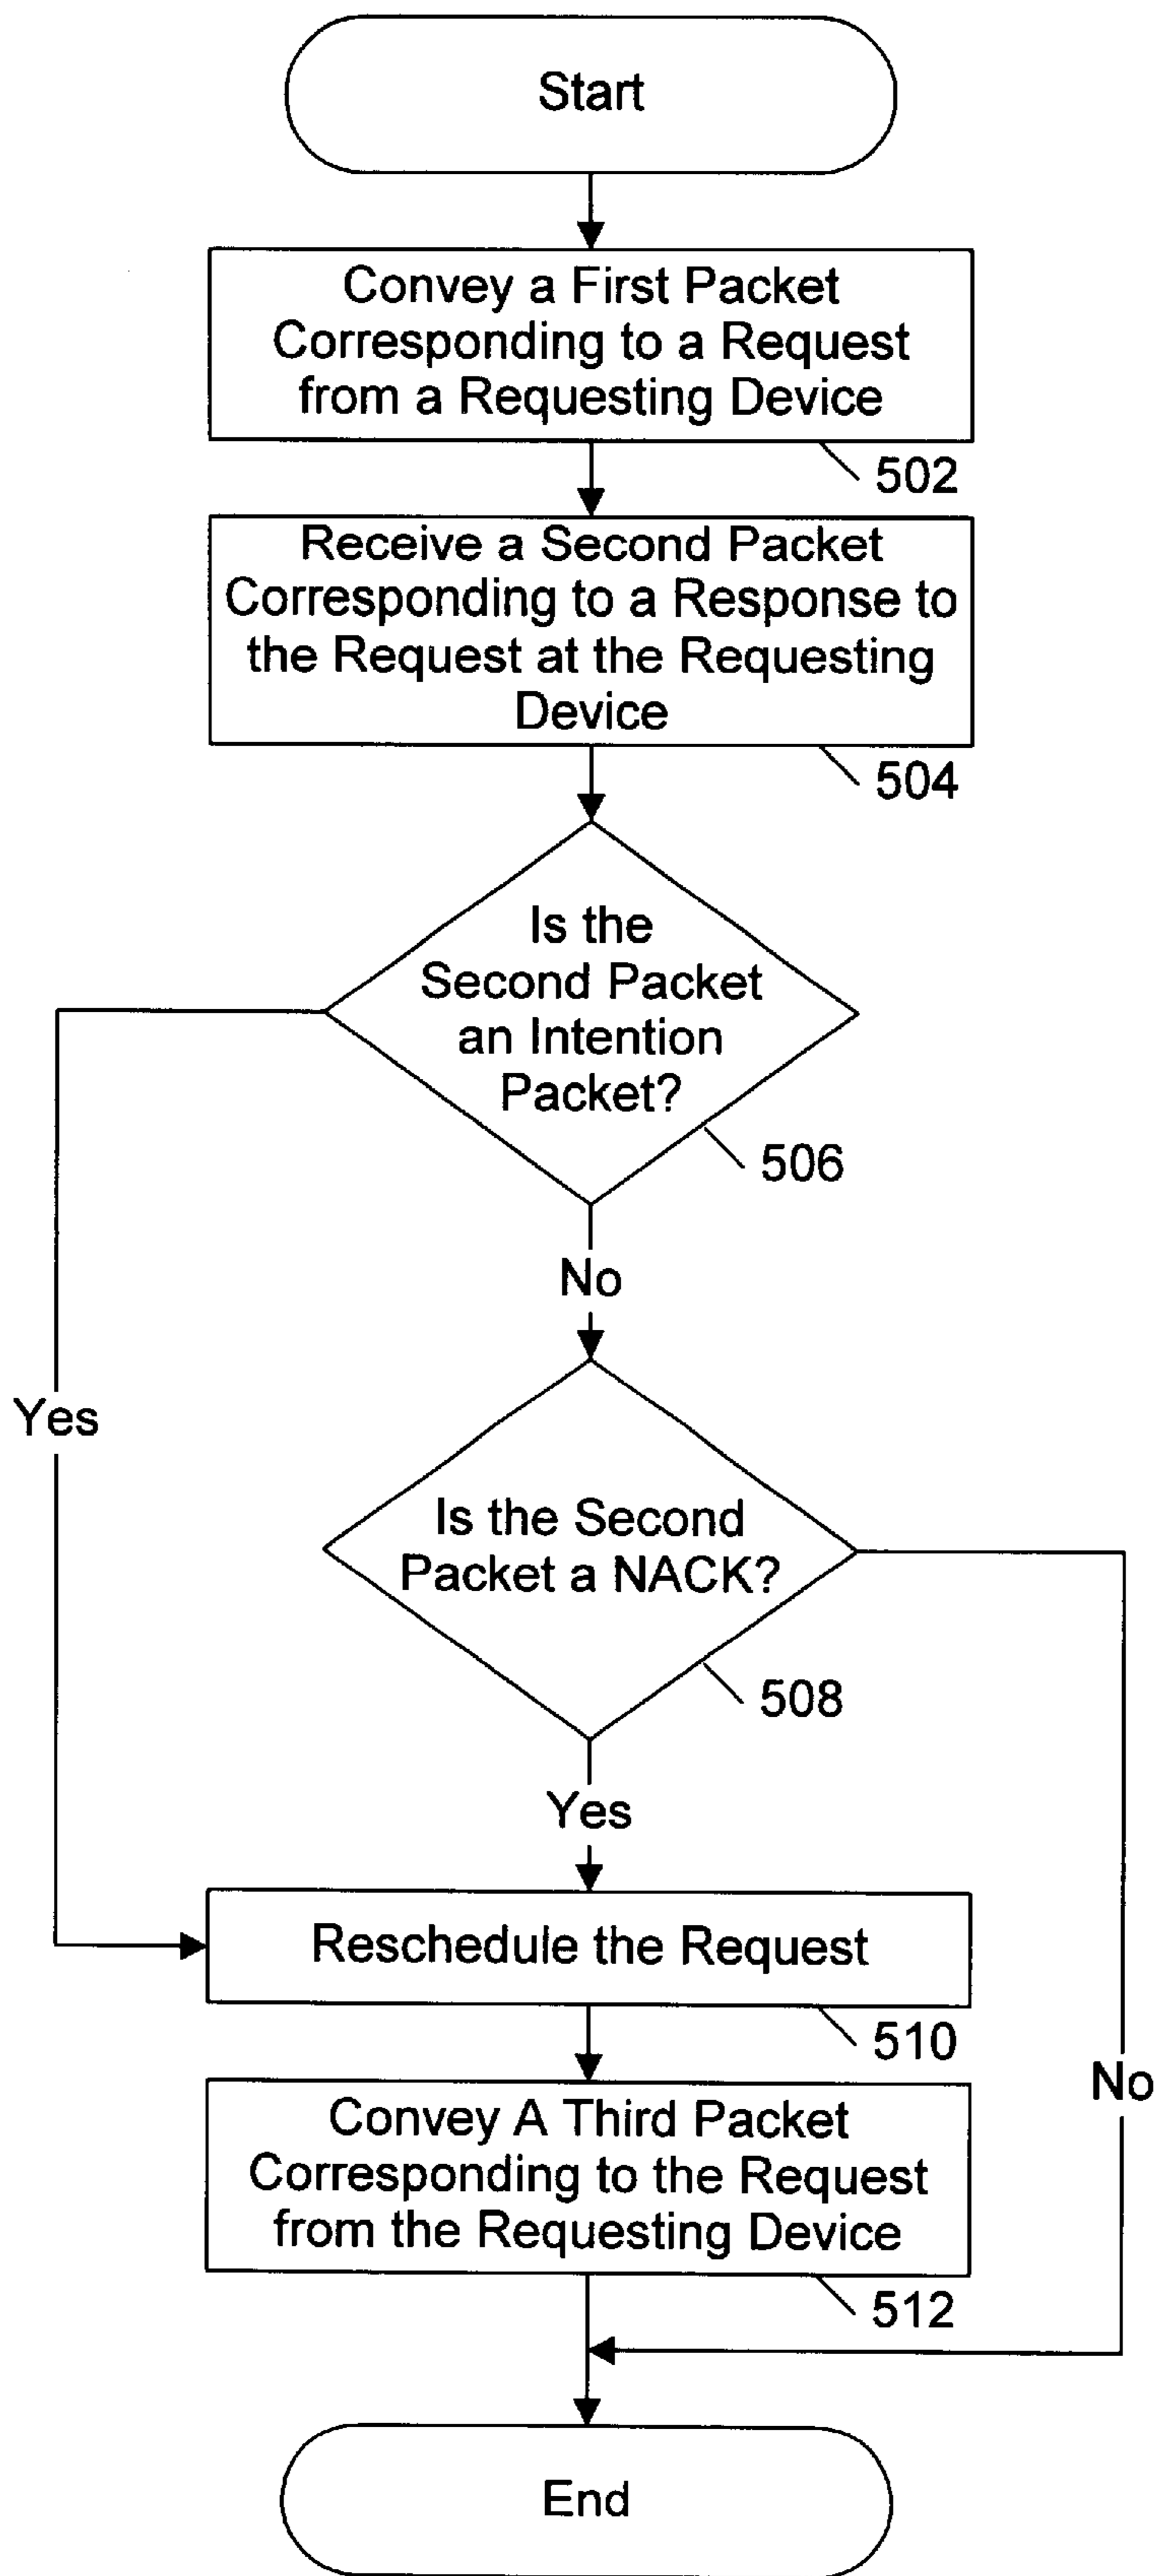 Start
Convey a First Packet
Corresponding to a Request
from a Requesting Device
502
Receive a Second Packet
Corresponding to a Response to
the Request at the Requesting
Device
504
Is the
Second Packet
an Intention
Packet?
506
No
Yes
Is the Second
Packet a NACK?
508
Yes
Reschedule the Request
510
No
Convey A Third Packet
Corresponding to the Request
from the Requesting Device
512
End